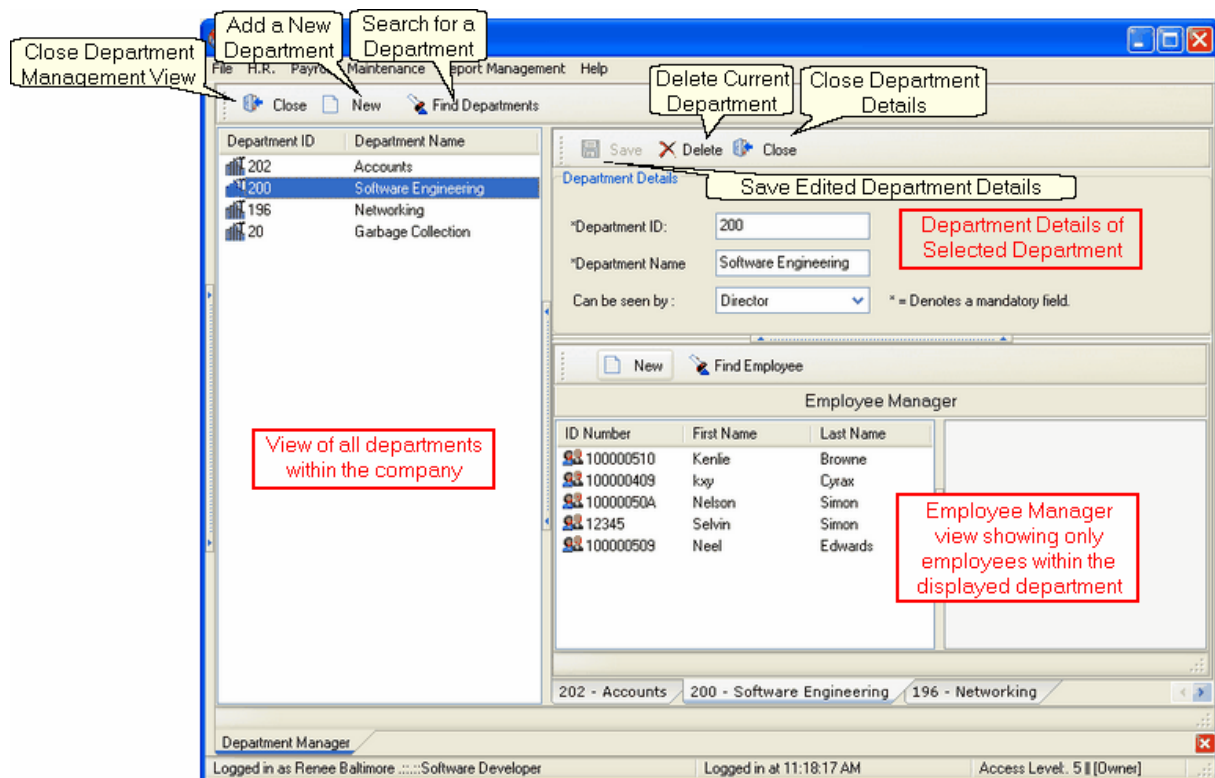 Close Department
Management View
Add a New
Department
Search for a
Department
File H.R. Maintenance Report Management Help
Close New Find Departments
Delete Current
Department
Close Department
Details
Department ID Department Name
202 Accounts
200 Software Engineering
196 Networking
20 Garbage Collection
View of all departments
within the company
Save Delete Close
Save Edited Department Details
Department Details
*Department ID: 200
*Department Name Software Engineering
Can be seen by : Director * = Denotes a mandatory field.
Department Details of
Selected Department
New Find Employee
Employee Manager
ID Number First Name Last Name
100000510 Kenlie Browne
100000409 kxy Cyrax
10000050A Nelson Simon
12345 Selvin Simon
100000509 Neel Edwards
Employee Manager
view showing only
employees within the
displayed department
202 - Accounts 200 - Software Engineering 196 - Networking
Department Manager
Logged in as Renee Baltimore .::.::Software Developer Logged in at 11:18:17 AM Access Level:. 5 || [Owner]